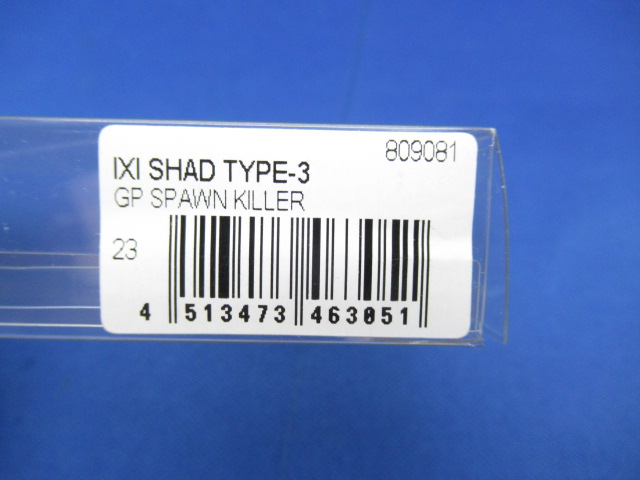 809081
IXI SHAD TYPE-3
GP SPAWN KILLER
23
4 513473 463051